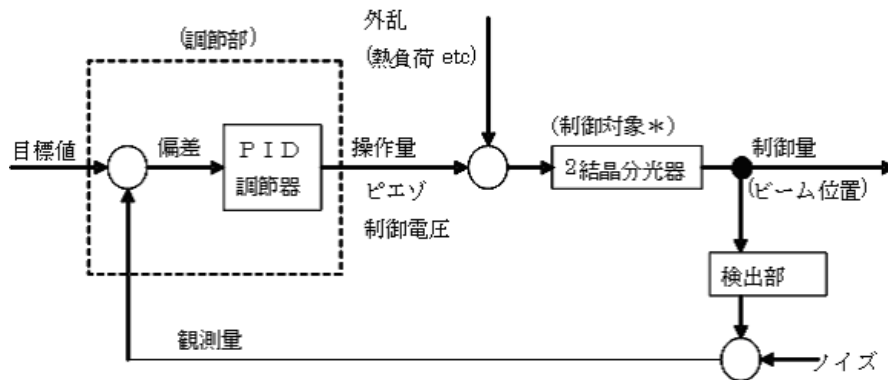 外乱
(熱負荷 etc)
(調節部)
(制御対象＊)
目標値
偏差
ＰＩＤ
調節器
操作量
ピエゾ
制御電圧
2結晶分光器
制御量
(ビーム位置)
検出部
観測量
ノイズ